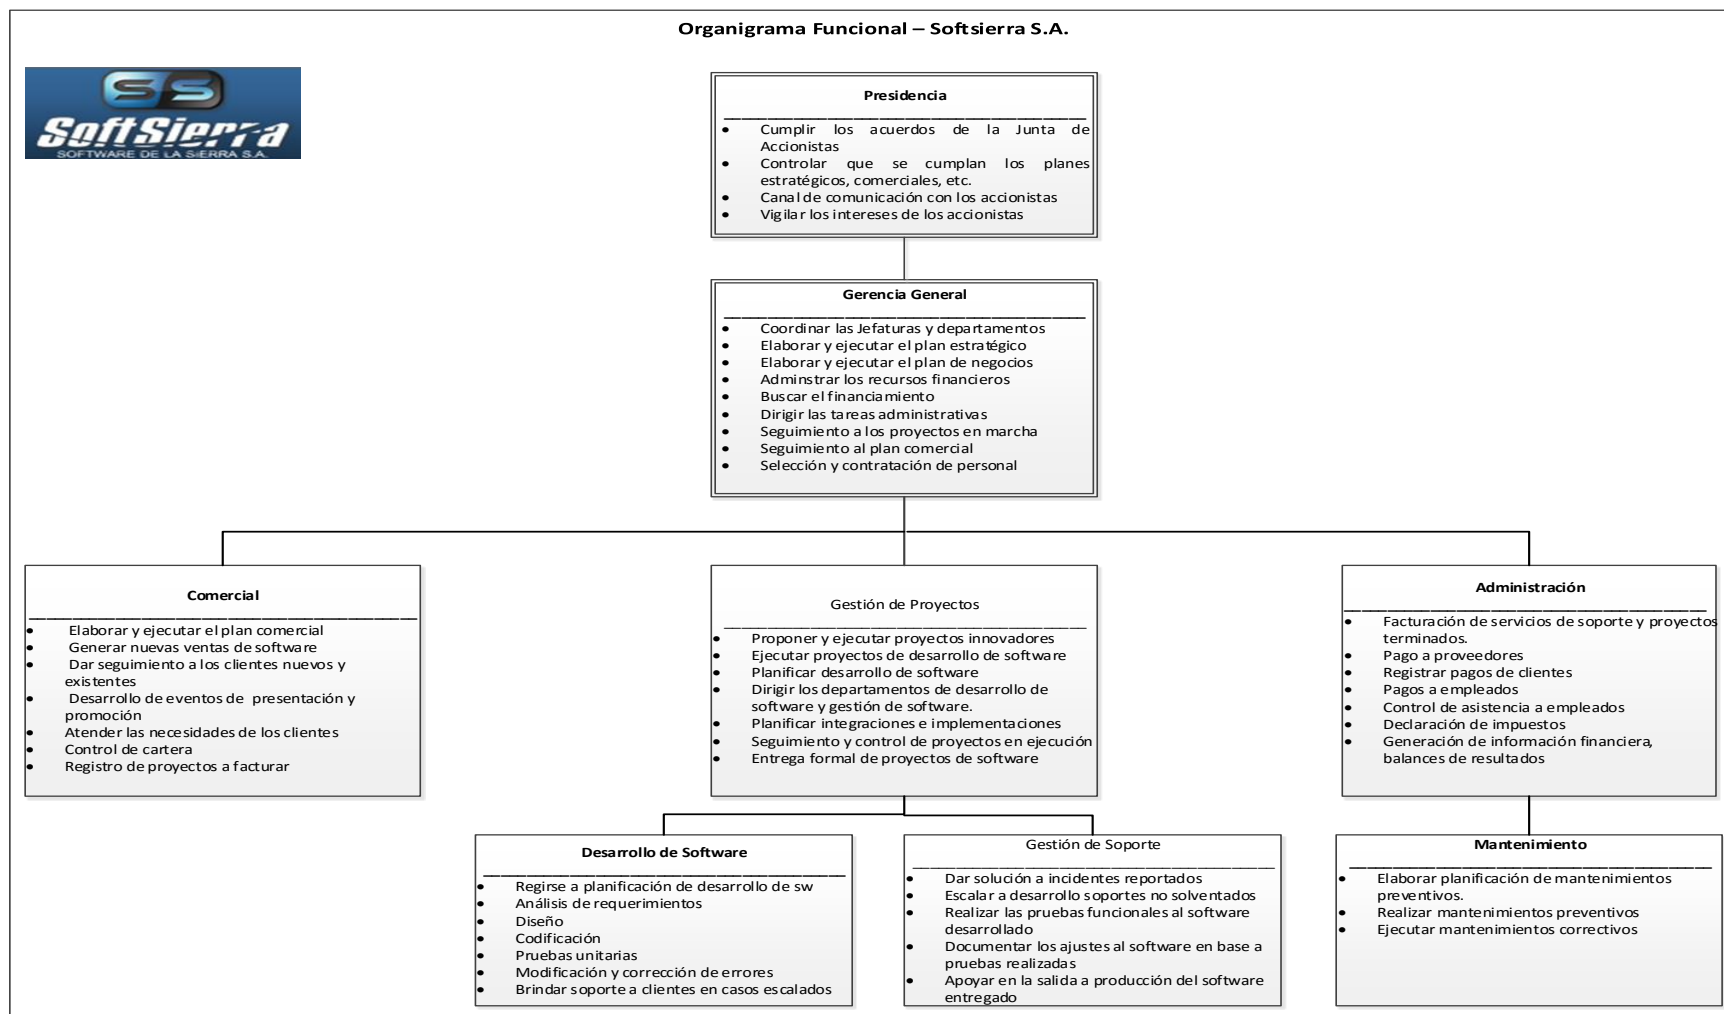 Organigrama Funcional – Softsierra S.A.
SS
SoftSierra
SOFTWARE DE LA SIERRA S.A.
Presidencia
• Cumplir los acuerdos de la Junta de
Accionistas
• Controlar que se cumplan los planes
estratégicos, comerciales, etc.
• Canal de comunicación con los accionistas
• Vigilar los intereses de los accionistas
Gerencia General
• Coordinar las Jefaturas y departamentos
• Elaborar y ejecutar el plan estratégico
• Elaborar y ejecutar el plan de negocios
• Adminstrar los recursos financieros
• Buscar el financiamiento
• Dirigir las tareas administrativas
• Seguimiento a los proyectos en marcha
• Seguimiento al plan comercial
• Selección y contratación de personal
Comercial
• Elaborar y ejecutar el plan comercial
• Generar nuevas ventas de software
• Dar seguimiento a los clientes nuevos y
existentes
• Desarrollo de eventos de presentación y
promoción
• Atender las necesidades de los clientes
• Control de cartera
• Registro de proyectos a facturar
Gestión de Proyectos
• Proponer y ejecutar proyectos innovadores
• Ejecutar proyectos de desarrollo de software
• Planificar desarrollo de software
• Dirigir los departamentos de desarrollo de
software y gestión de software.
• Planificar integraciones e implementaciones
• Seguimiento y control de proyectos en ejecución
• Entrega formal de proyectos de software
Administración
• Facturación de servicios de soporte y proyectos
terminados.
• Pago a proveedores
• Registrar pagos de clientes
• Pagos a empleados
• Control de asistencia a empleados
• Declaración de impuestos
• Generación de información financiera,
balances de resultados
Desarrollo de Software
• Regirse a planificación de desarrollo de sw
• Análisis de requerimientos
• Diseño
• Codificación
• Pruebas unitarias
• Modificación y corrección de errores
• Brindar soporte a clientes en casos escalados
Gestión de Soporte
• Dar solución a incidentes reportados
• Escalar a desarrollo soportes no solventados
• Realizar las pruebas funcionales al software
desarrollado
• Documentar los ajustes al software en base a
pruebas realizadas
• Apoyar en la salida a producción del software
entregado
Mantenimiento
• Elaborar planificación de mantenimientos
preventivos.
• Realizar mantenimientos preventivos
• Ejecutar mantenimientos correctivos